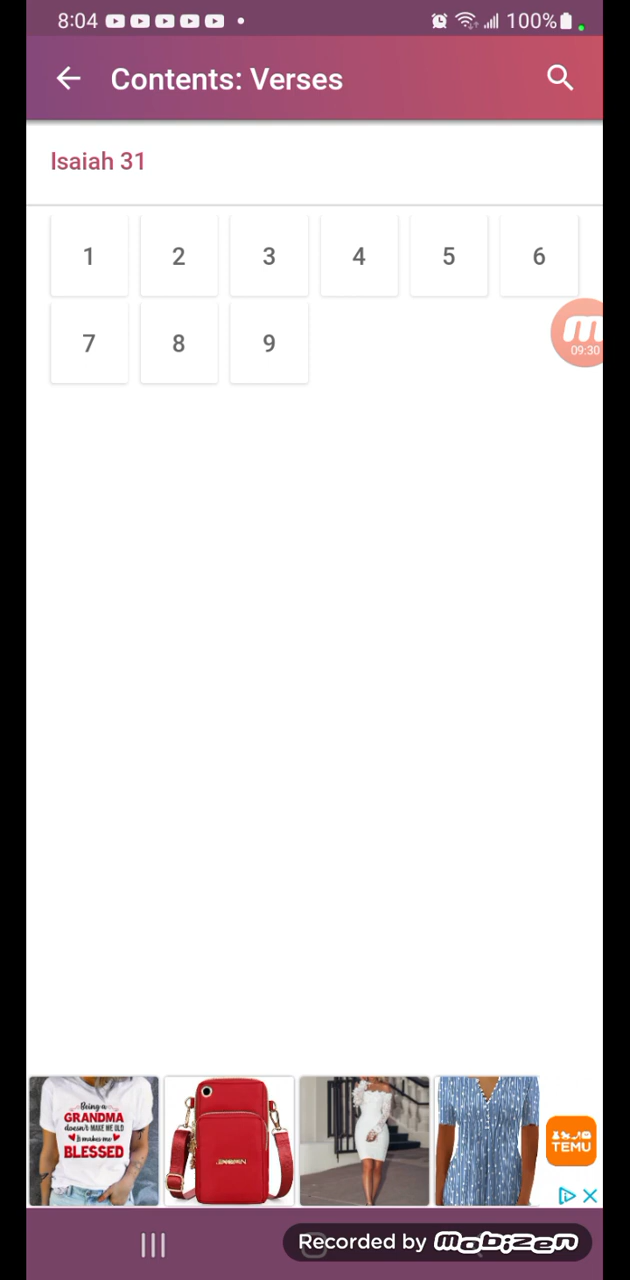 8:04 100%
Contents: Verses
Isaiah 31
1 2 3 4 5 6
7 8 9
09:30
Being a
GRANDMA
doesn't MAKE ME OLD
It makes me
BLESSED
TEMU
Recorded by mobizen